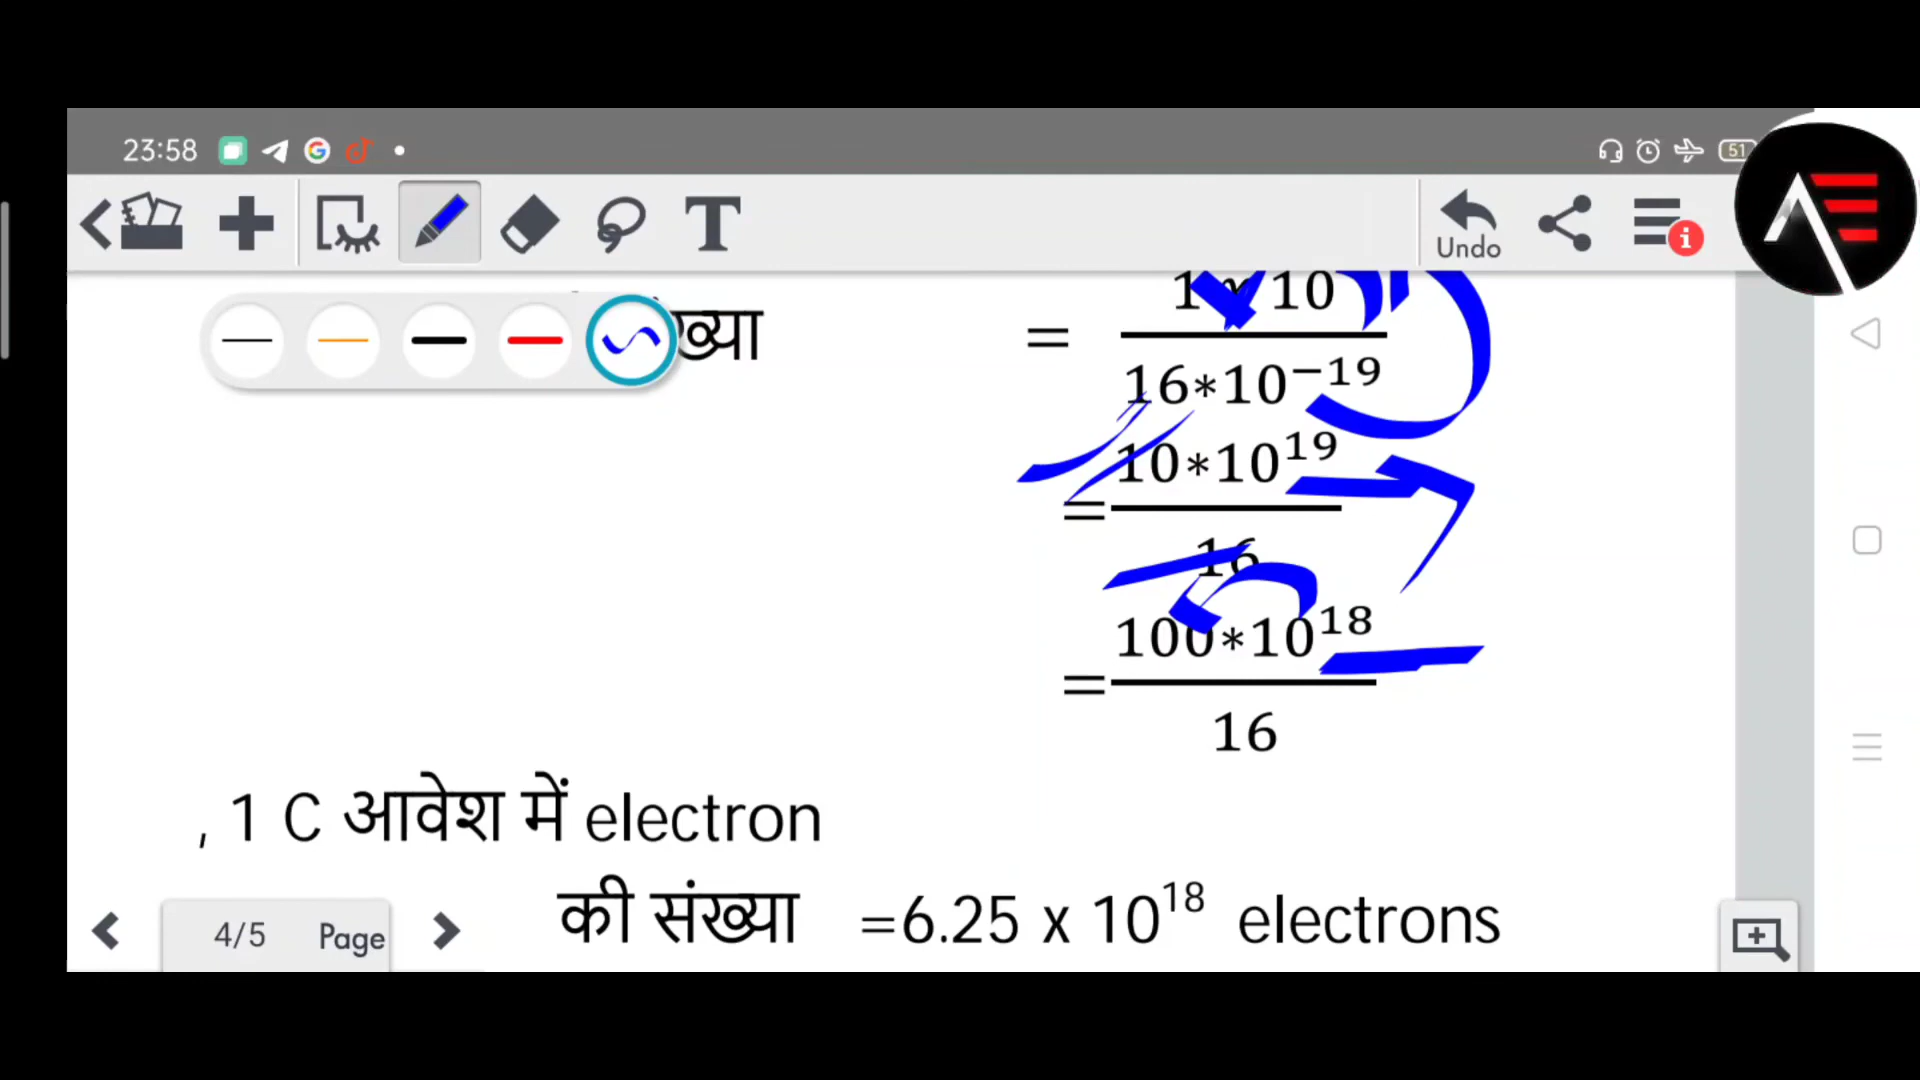 23:58
51
T
Undo
1 × 10
ख्या =
16*10⁻¹⁹
10*10¹⁹
=
16
100*10¹⁸
=
16
, 1 C आवेश में electron
की संख्या =6.25 x 10¹⁸ electrons
4/5 Page